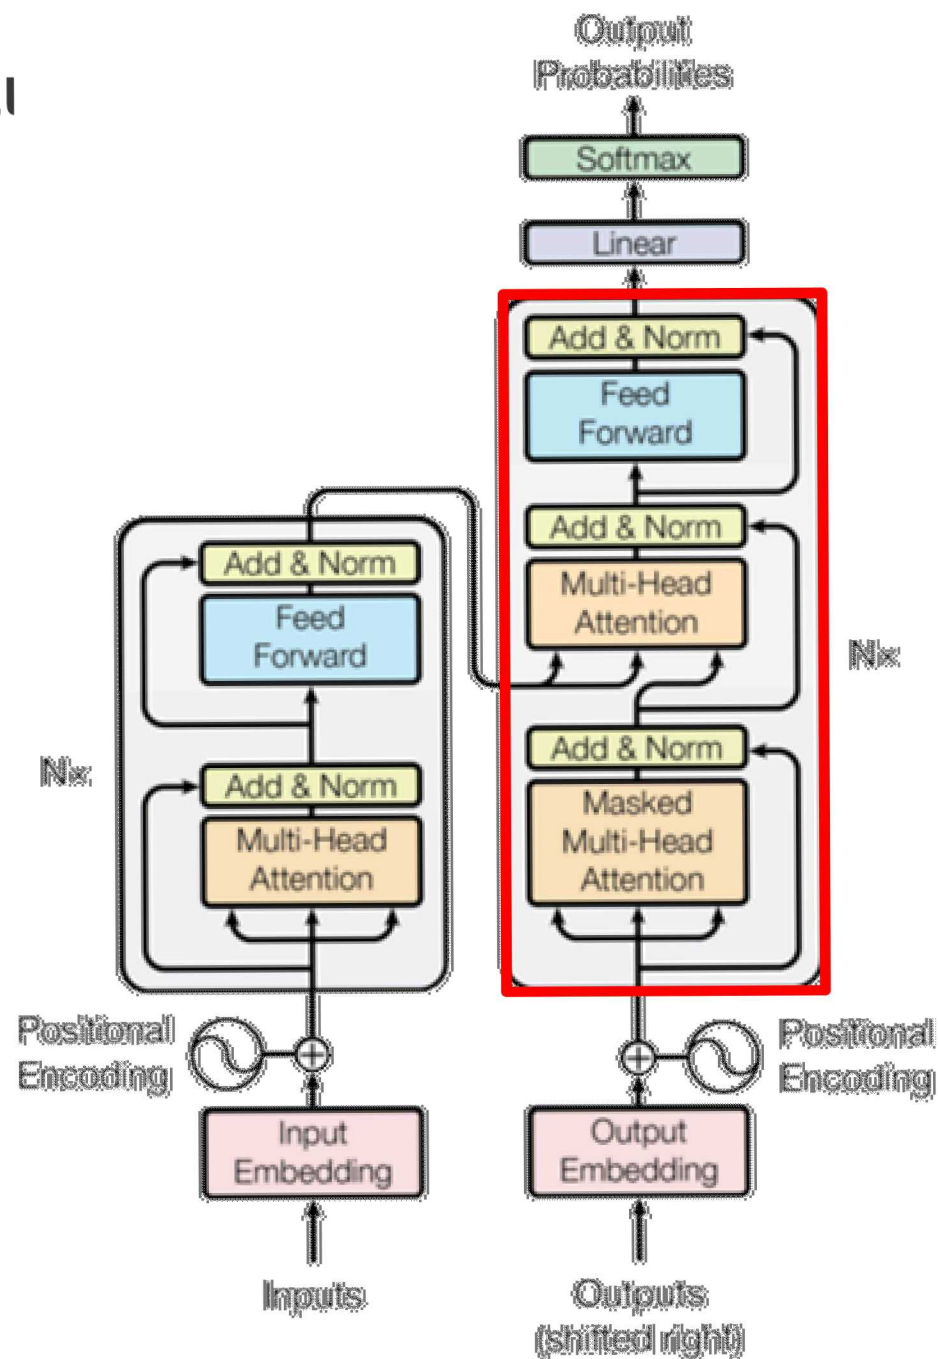 Output
Probabilities
Softmax
Linear
Add & Norm
Feed
Forward
Add & Norm
Multi-Head
Attention
Add & Norm
Masked
Multi-Head
Attention
Nx
Add & Norm
Feed
Forward
Add & Norm
Multi-Head
Attention
Nx
Positional
Encoding
Positional
Encoding
Input
Embedding
Output
Embedding
Inputs
Outputs
(shifted right)